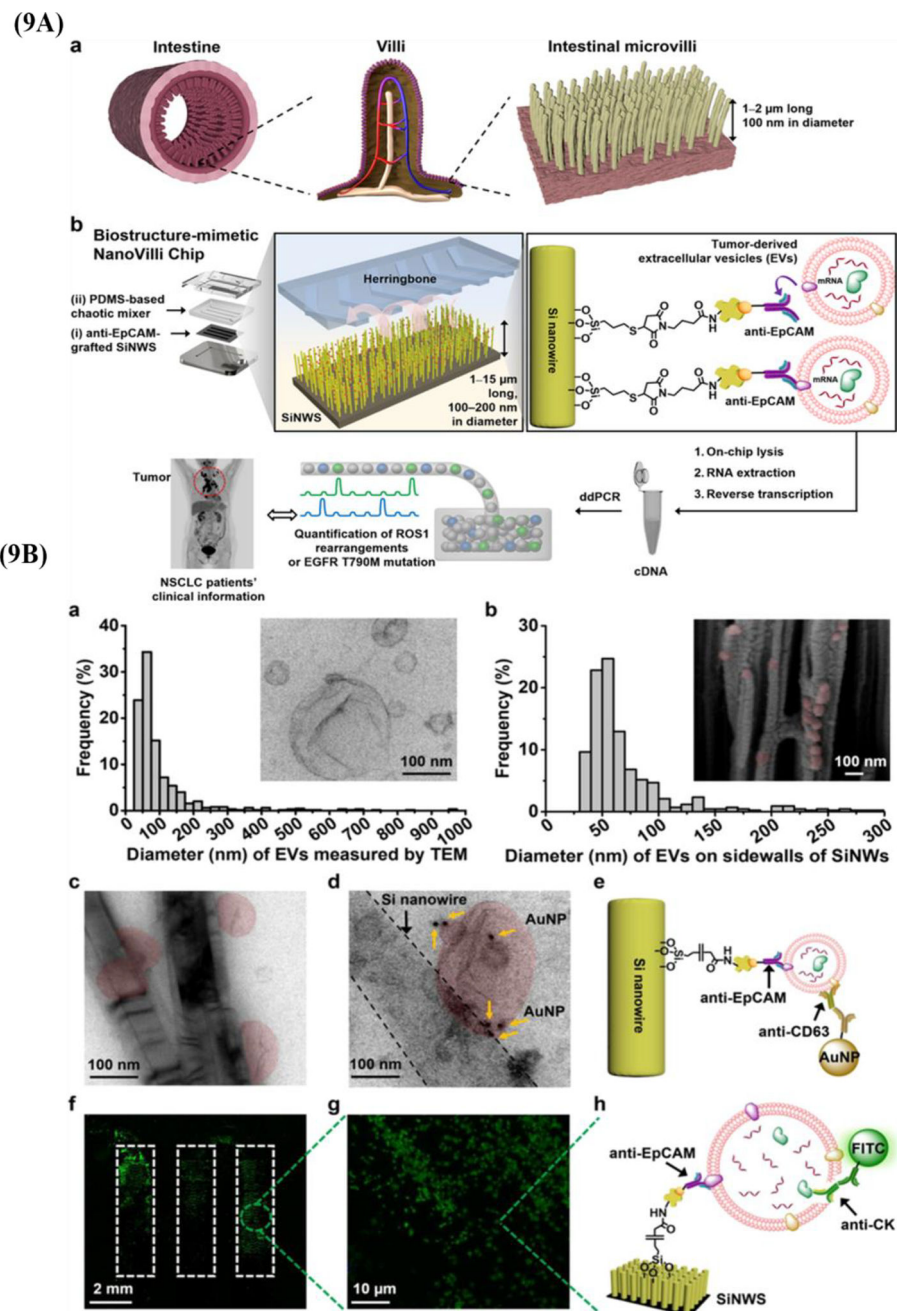 (9A)
a
Intestine
Villi
Intestinal microvilli
1–2 µm long
100 nm in diameter
b
Biostructure-mimetic
NanoVilli Chip
(ii) PDMS-based
chaotic mixer
(i) anti-EpCAM-
grafted SiNWS
Herringbone
SiNWS
1–15 µm
long,
100–200 nm
in diameter
Si nanowire
Tumor-derived
extracellular vesicles (EVs)
O
O
O
Si
S
O
N
O
O
N
H
anti-EpCAM
mRNA
O
O
O
Si
S
O
N
O
O
N
H
anti-EpCAM
mRNA
1. On-chip lysis
2. RNA extraction
3. Reverse transcription
cDNA
ddPCR
Quantification of ROS1
rearrangements
or EGFR T790M mutation
Tumor
NSCLC patients'
clinical information
(9B)
a
Frequency (%)
40
30
20
10
0
0
100
200
300
400
500
600
700
800
900
1000
Diameter (nm) of EVs measured by TEM
100 nm
b
Frequency (%)
30
20
10
0
0
50
100
150
200
250
300
Diameter (nm) of EVs on sidewalls of SiNWs
100 nm
c
100 nm
d
Si nanowire
AuNP
AuNP
100 nm
e
Si nanowire
O
O
O
Si
O
H
N
anti-EpCAM
anti-CD63
AuNP
f
2 mm
g
10 µm
h
anti-EpCAM
FITC
anti-CK
HN
O
Si
O
O
O
SiNWS